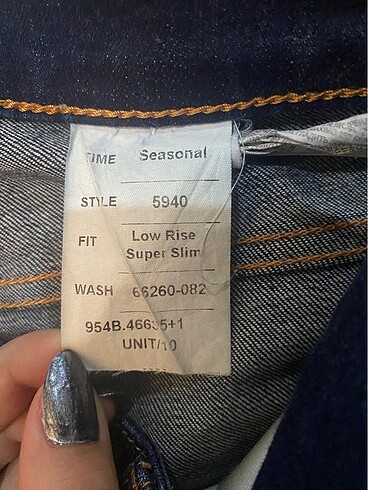 TIME Seasonal
STYLE 5940
FIT Low Rise
Super Slim
WASH 66260-082
UNIT/10